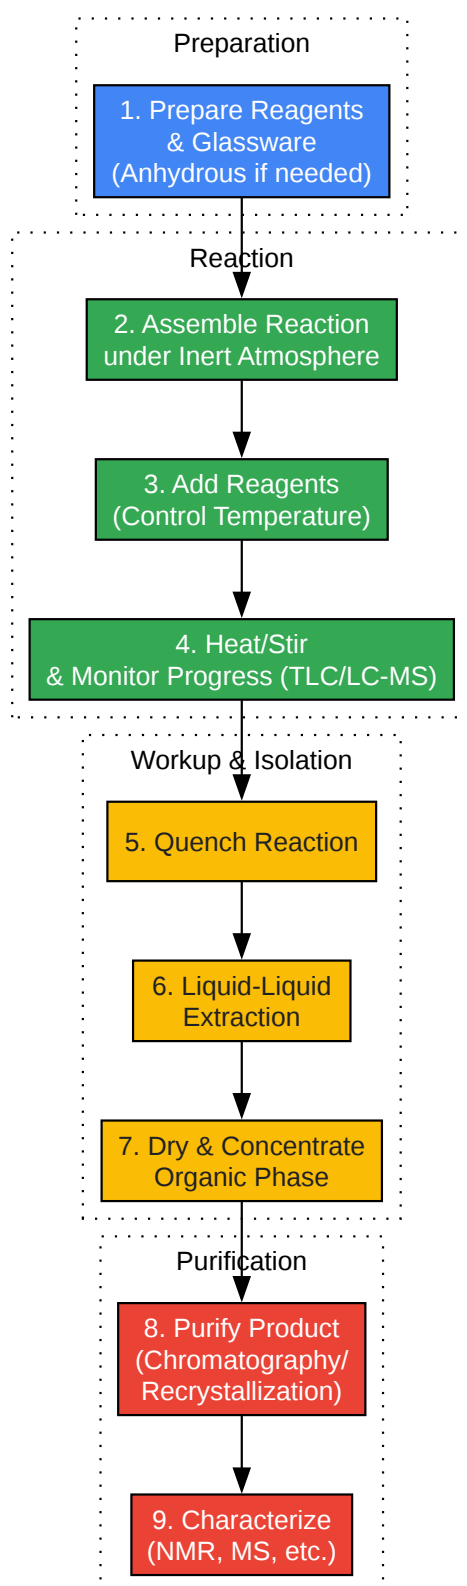 Preparation
1. Prepare Reagents
& Glassware
(Anhydrous if needed)
Reaction
2. Assemble Reaction
under Inert Atmosphere
3. Add Reagents
(Control Temperature)
4. Heat/Stir
& Monitor Progress (TLC/LC-MS)
Workup & Isolation
5. Quench Reaction
6. Liquid-Liquid
Extraction
7. Dry & Concentrate
Organic Phase
Purification
8. Purify Product
(Chromatography/
Recrystallization)
9. Characterize
(NMR, MS, etc.)